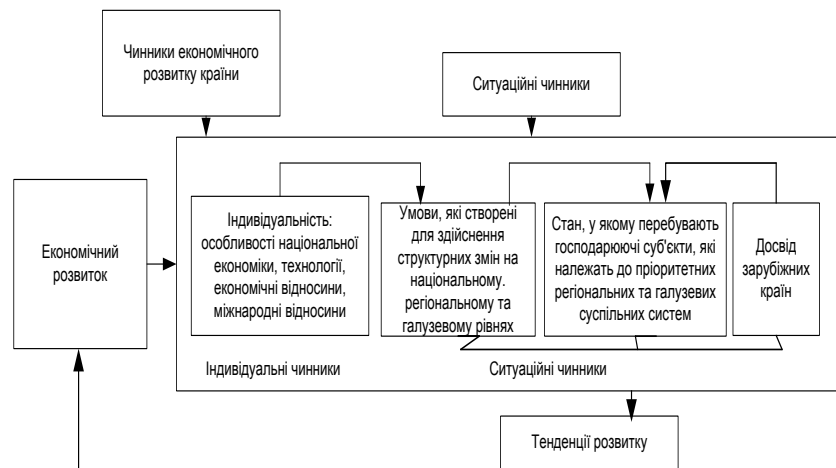 Чинники економічного
розвитку країни
Ситуаційні чинники
Економічний
розвиток
Індивідуальність:
особливості національної
економіки, технології,
економічні відносини,
міжнародні відносини
Умови, які створені
для здійснення
структурних змін на
національному.
регіональному та
галузевому рівнях
Стан, у якому перебувають
господарюючі суб'єкти, які
належать до пріоритетних
регіональних та галузевих
суспільних систем
Досвід
зарубіжних
країн
Індивідуальні чинники
Ситуаційні чинники
Тенденції розвитку